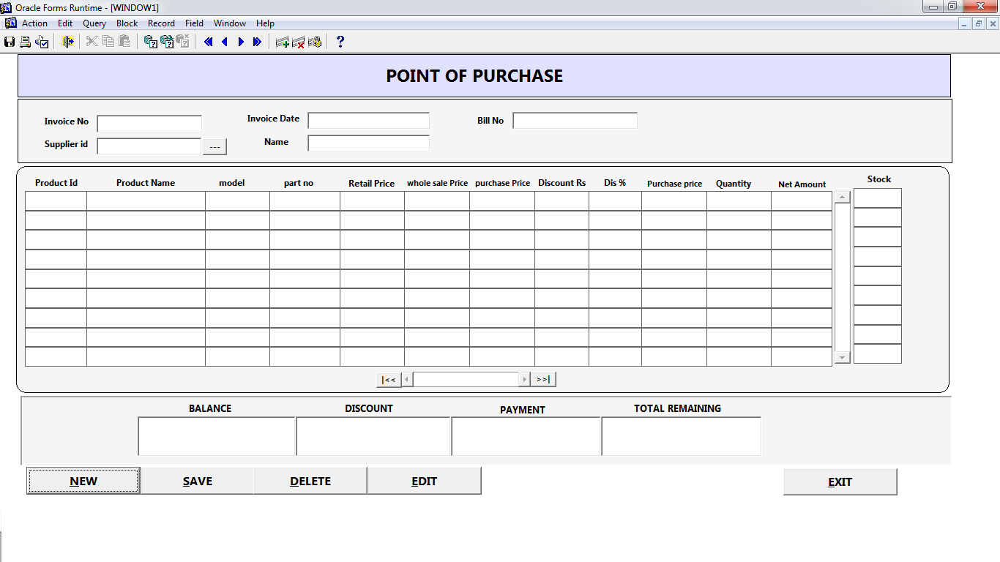 Oracle Forms Runtime - [WINDOW1]
Action Edit Query Block Record Field Window Help
POINT OF PURCHASE
Invoice No Invoice Date Bill No
Supplier id --- Name
Product Id Product Name model part no Retail Price whole sale Price purchase Price Discount Rs Dis % Purchase price Quantity Net Amount Stock
|<< >>|
BALANCE DISCOUNT PAYMENT TOTAL REMAINING
NEW SAVE DELETE EDIT EXIT